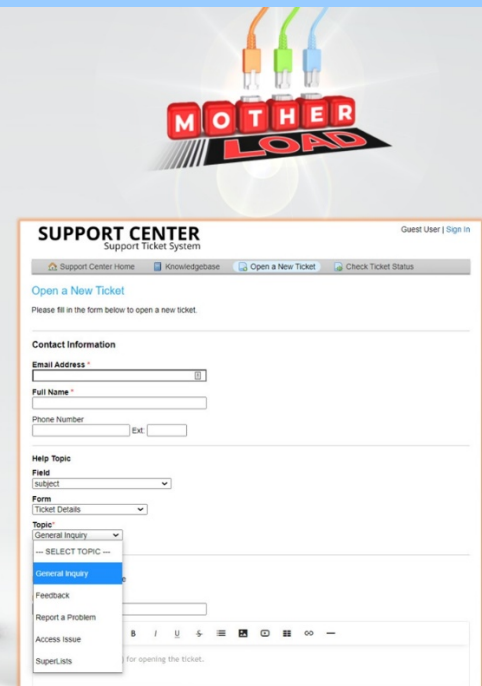 MOTHER
LOAD
SUPPORT CENTER
Support Ticket System
Guest User | Sign In
Support Center Home Knowledgebase Open a New Ticket Check Ticket Status
Open a New Ticket
Please fill in the form below to open a new ticket.
Contact Information
Email Address *
Full Name *
Phone Number
Ext:
Help Topic
Field
subject
Form
Ticket Details
Topic*
General Inquiry
--- SELECT TOPIC ---
General Inquiry
Feedback
Report a Problem
Access Issue
SuperLists
B I U S
for opening the ticket.